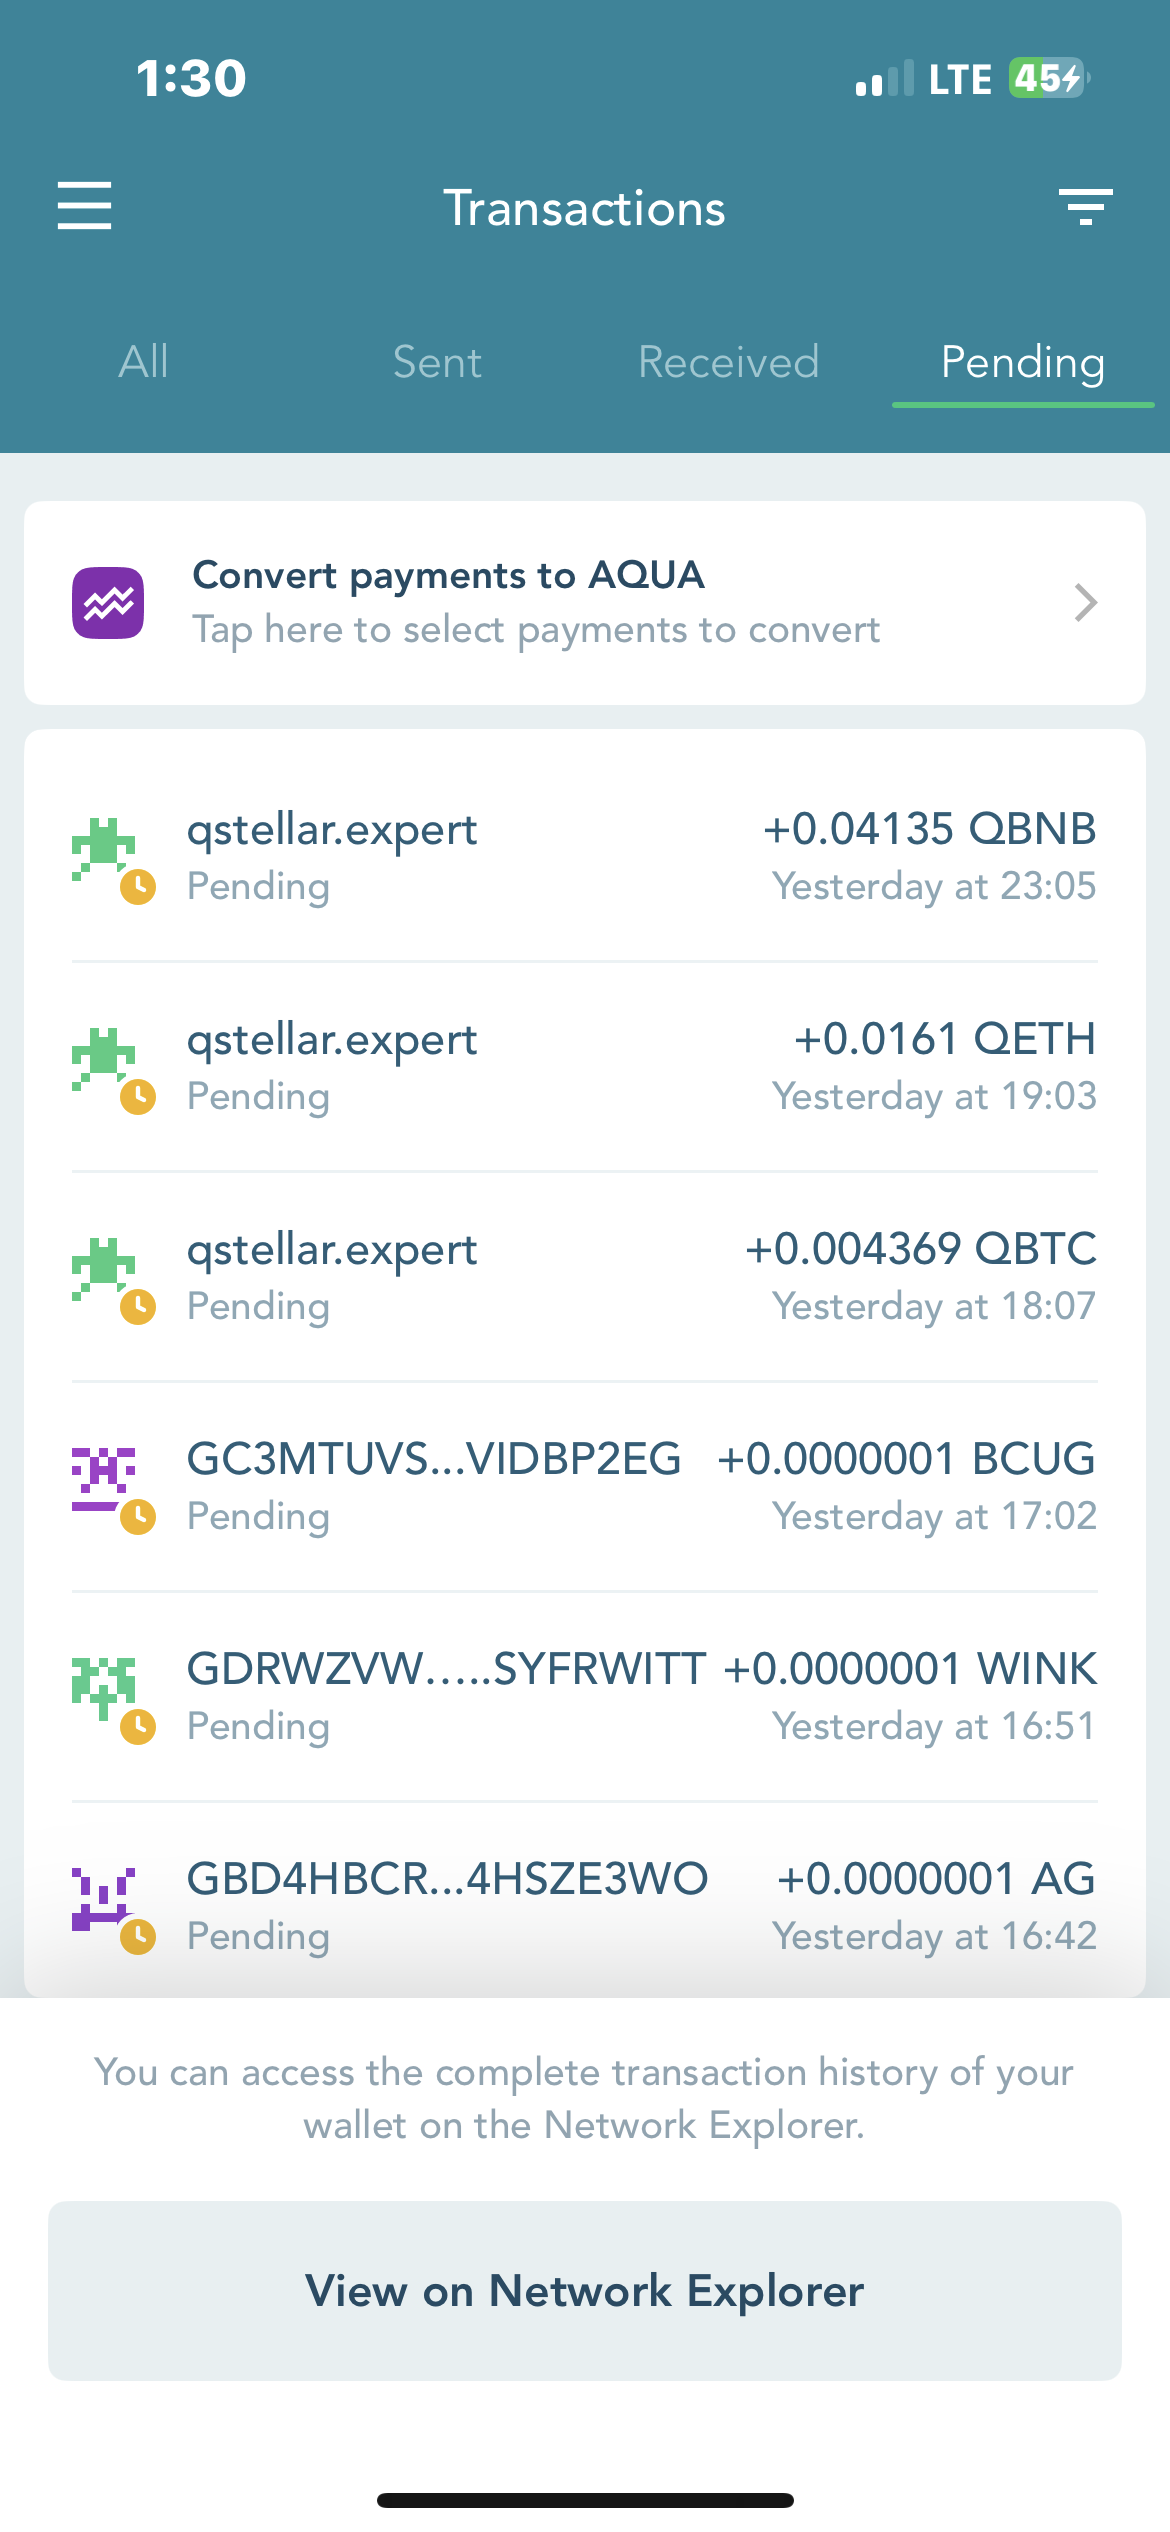 1:30
LTE 45
Transactions
All Sent Received Pending
Convert payments to AQUA
Tap here to select payments to convert
qstellar.expert +0.04135 QBNB
Pending Yesterday at 23:05
qstellar.expert +0.0161 QETH
Pending Yesterday at 19:03
qstellar.expert +0.004369 QBTC
Pending Yesterday at 18:07
GC3MTUVS...VIDBP2EG +0.0000001 BCUG
Pending Yesterday at 17:02
GDRWZVW.....SYFRWITT +0.0000001 WINK
Pending Yesterday at 16:51
GBD4HBCR...4HSZE3WO +0.0000001 AG
Pending Yesterday at 16:42
You can access the complete transaction history of your
wallet on the Network Explorer.
View on Network Explorer